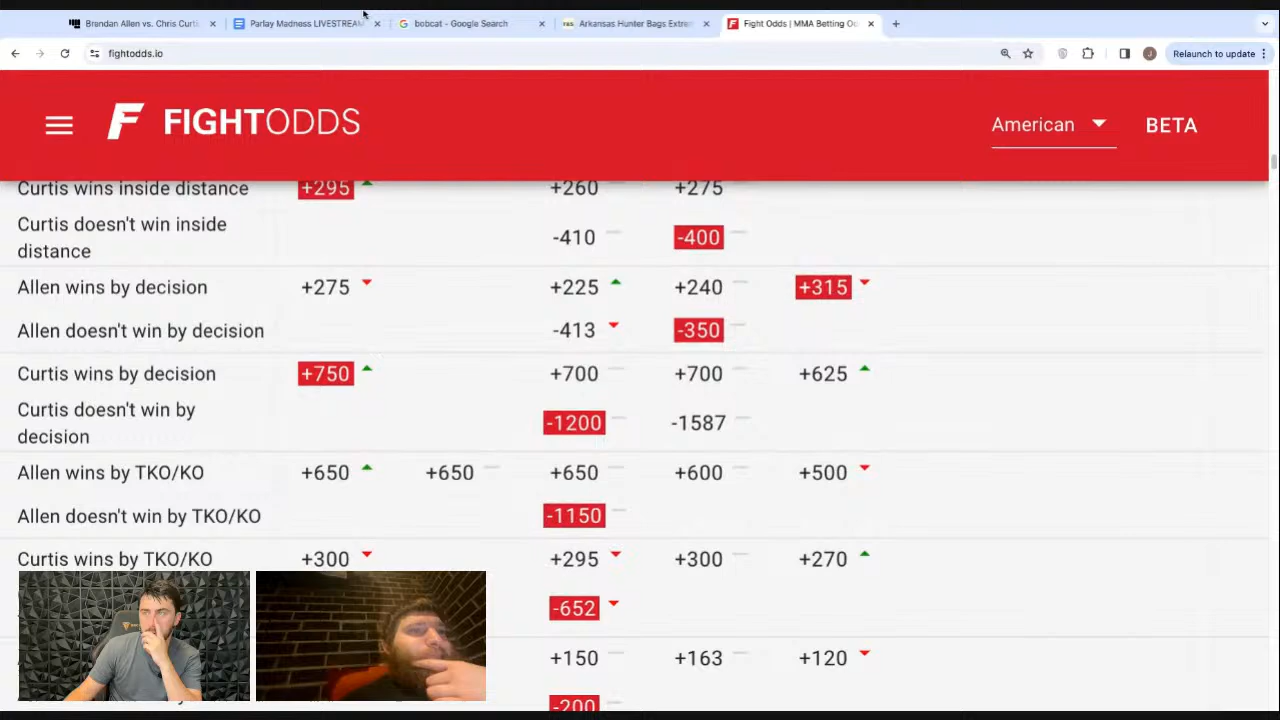 Brendan Allen vs. Chris Curti
Parlay Madness LIVESTREAM
bobcat - Google Search
Arkansas Hunter Bags Extrem
Fight Odds | MMA Betting Od
fightodds.io
Relaunch to update
FIGHTODDS
American
BETA
Curtis wins inside distance +295 +260 +275
Curtis doesn't win inside
distance -410 -400
Allen wins by decision +275 +225 +240 +315
Allen doesn't win by decision -413 -350
Curtis wins by decision +750 +700 +700 +625
Curtis doesn't win by
decision -1200 -1587
Allen wins by TKO/KO +650 +650 +650 +600 +500
Allen doesn't win by TKO/KO -1150
Curtis wins by TKO/KO +300 +295 +300 +270
-652
+150 +163 +120
-200